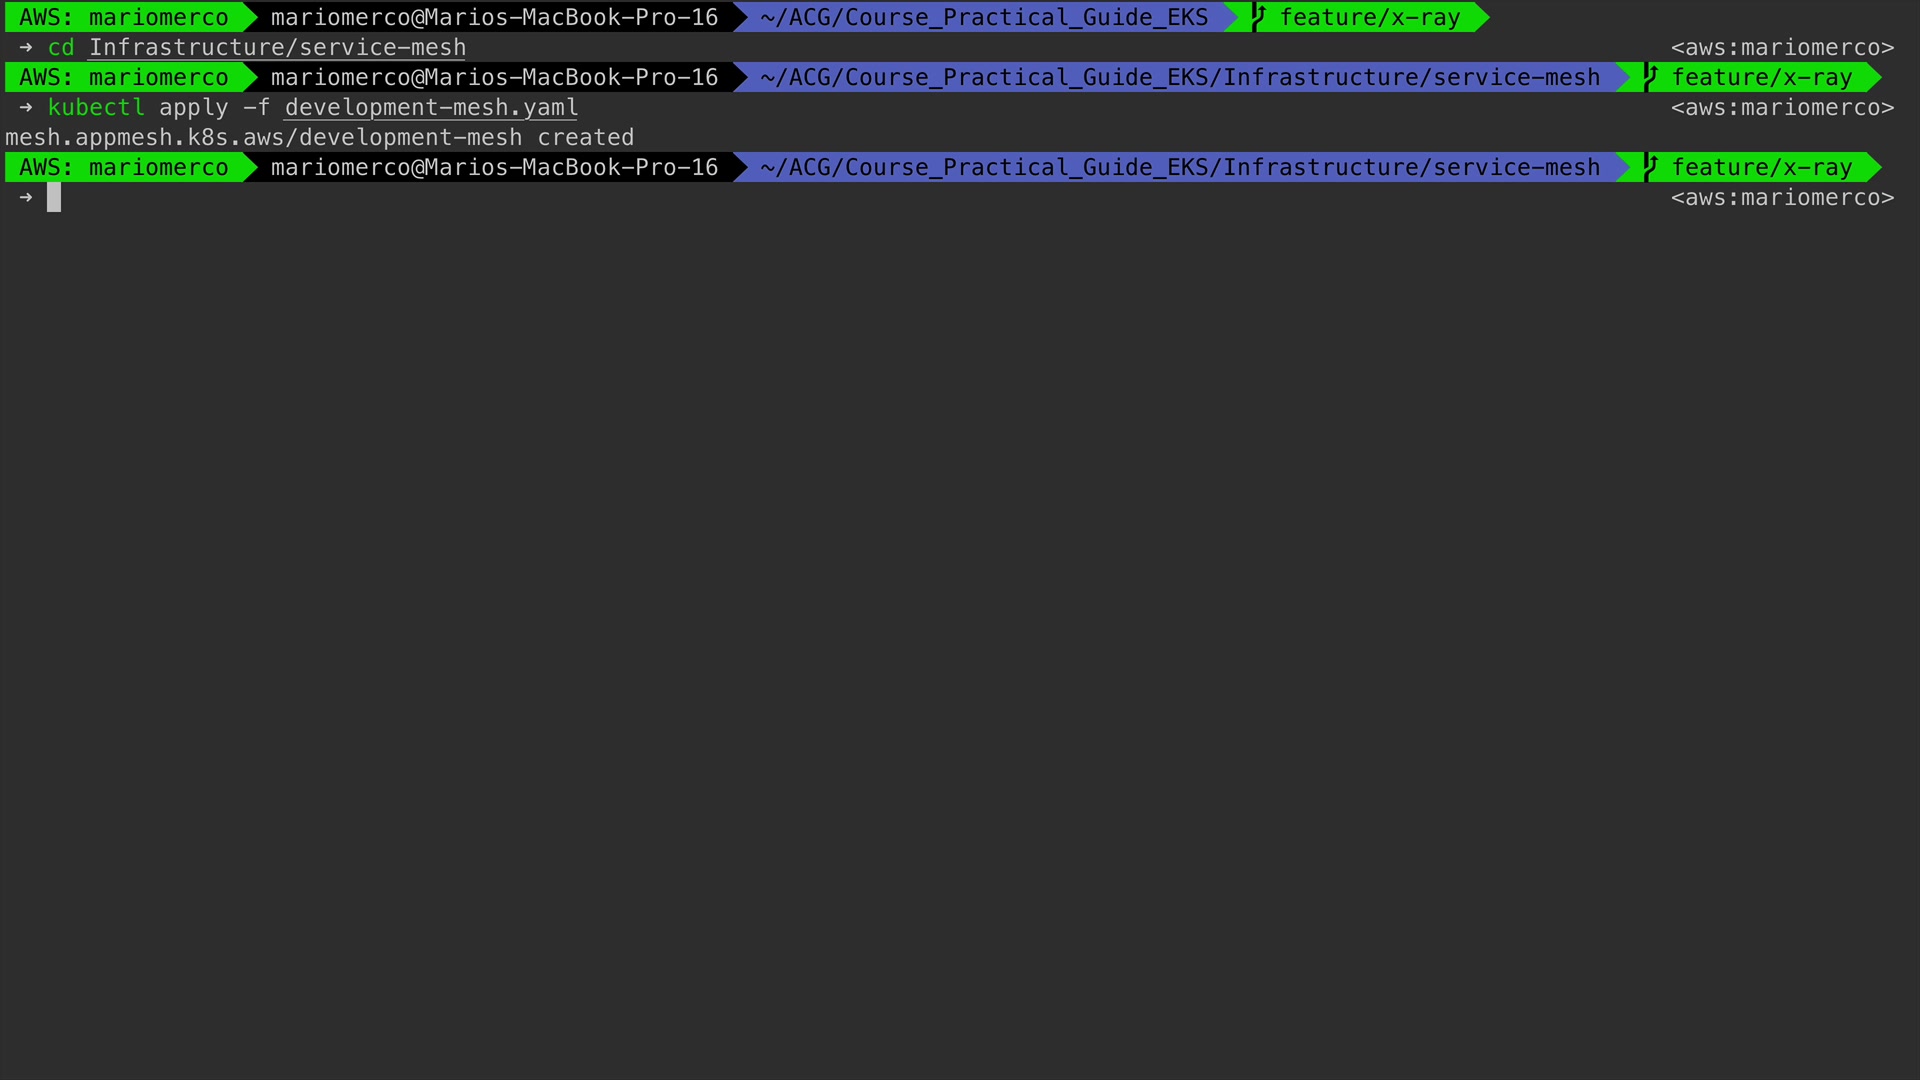 AWS: mariomerco mariomerco@Marios-MacBook-Pro-16 ~/ACG/Course_Practical_Guide_EKS feature/x-ray
→ cd Infrastructure/service-mesh <aws:mariomerco>
AWS: mariomerco mariomerco@Marios-MacBook-Pro-16 ~/ACG/Course_Practical_Guide_EKS/Infrastructure/service-mesh feature/x-ray
→ kubectl apply -f development-mesh.yaml <aws:mariomerco>
mesh.appmesh.k8s.aws/development-mesh created
AWS: mariomerco mariomerco@Marios-MacBook-Pro-16 ~/ACG/Course_Practical_Guide_EKS/Infrastructure/service-mesh feature/x-ray
→ <aws:mariomerco>